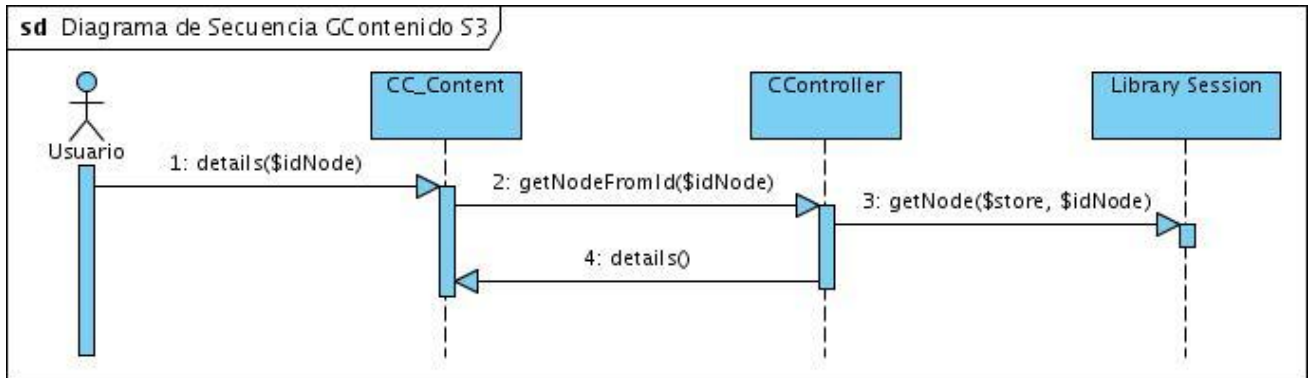 sd Diagrama de Secuencia GContenido S3
CC_Content
CController
Library Session
Usuario
1: details($idNode)
2: getNodeFromId($idNode)
3: getNode($store, $idNode)
4: details()